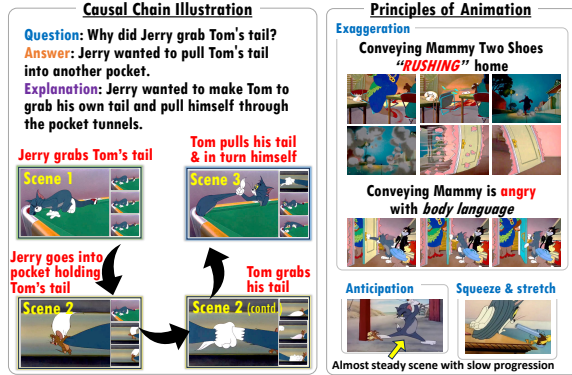 Causal Chain Illustration
Question: Why did Jerry grab Tom's tail?
Answer: Jerry wanted to pull Tom's tail
into another pocket.
Explanation: Jerry wanted to make Tom to
grab his own tail and pull himself through
the pocket tunnels.
Jerry grabs Tom's tail
Tom pulls his tail
& in turn himself
Scene 1
Scene 3
Jerry goes into
pocket holding
Tom's tail
Tom grabs
his tail
Scene 2
Scene 2 (contd.)
Principles of Animation
Exaggeration
Conveying Mammy Two Shoes
"RUSHING" home
Conveying Mammy is angry
with body language
Anticipation
Squeeze & stretch
Almost steady scene with slow progression